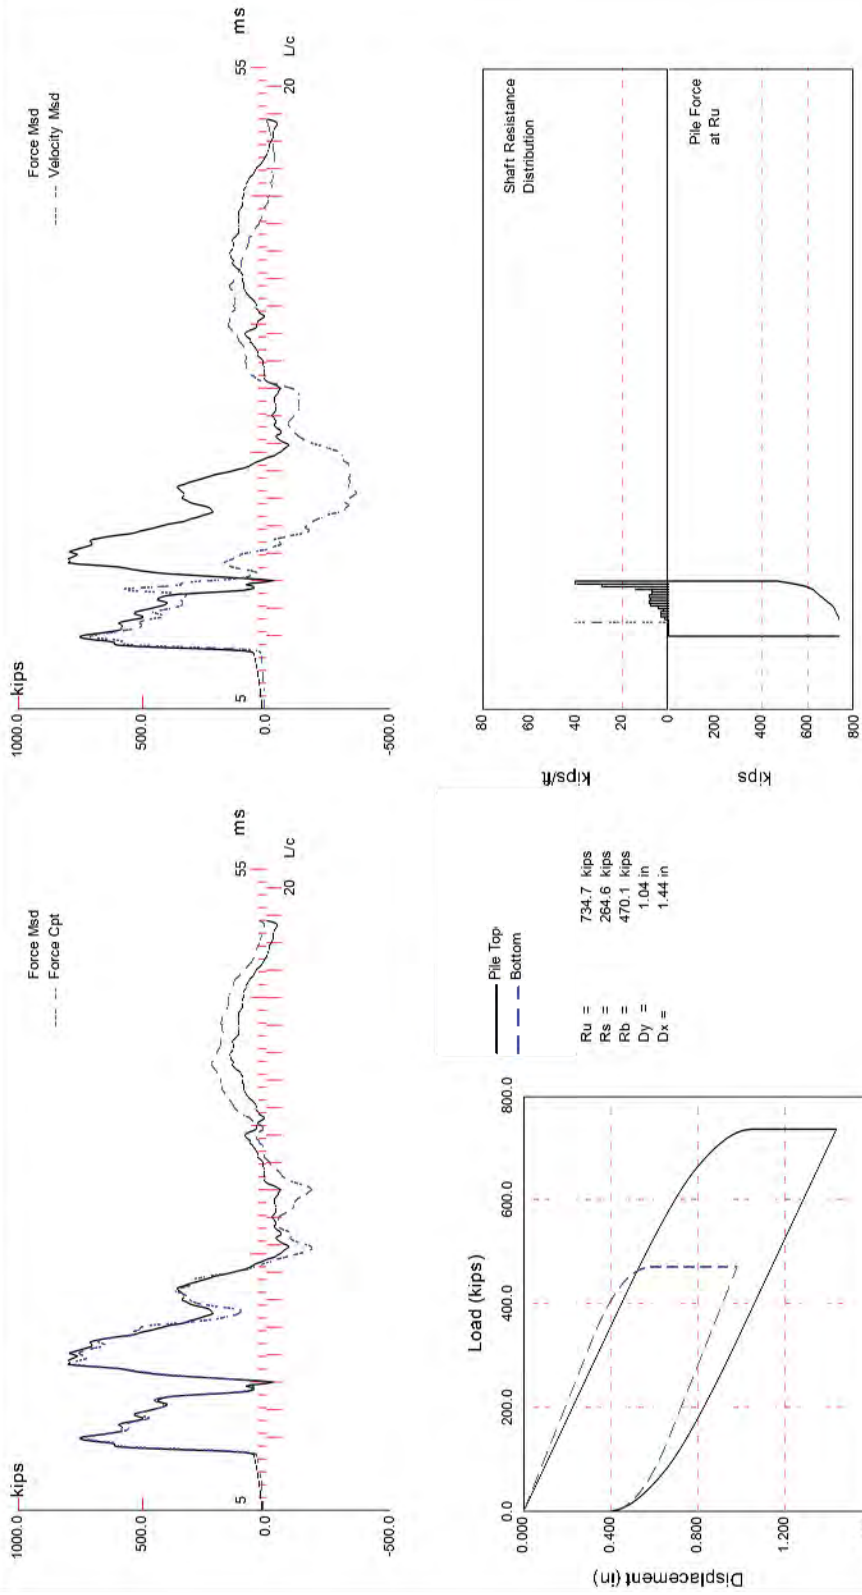 1000.0
kips
500.0
0.0
-500.0
5
55
ms
20
L/c
Force Msd
--- -- Force Cpt
1000.0
kips
500.0
0.0
-500.0
5
55
ms
20
L/c
Force Msd
--- -- Velocity Msd
Load (kips)
0.0
200.0
400.0
600.0
800.0
0.000
0.400
0.800
1.200
Displacement (in)
Pile Top
Bottom
Ru = 734.7 kips
Rs = 264.6 kips
Rb = 470.1 kips
Dy = 1.04 in
Dx = 1.44 in
80
60
40
20
0
kips/ft
200
400
600
800
kips
Shaft Resistance
Distribution
Pile Force
at Ru